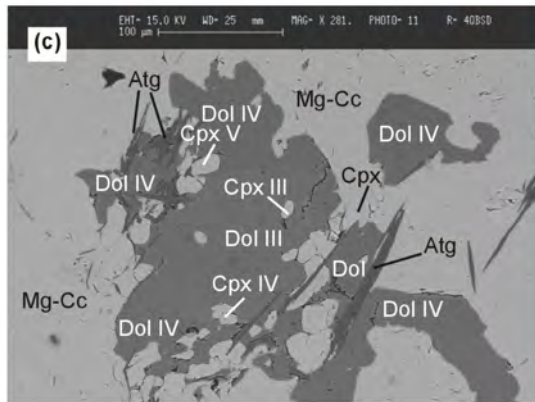 EHT= 15.0 KV WD= 25 mm MAG= X 281. PHOTO= 11 R= 4QBSD
100 µm
(c)
Atg
Mg-Cc
Dol IV
Dol IV
Cpx V
Dol IV
Cpx III
Cpx
Dol III
Atg
Dol
Mg-Cc
Cpx IV
Dol IV
Dol IV